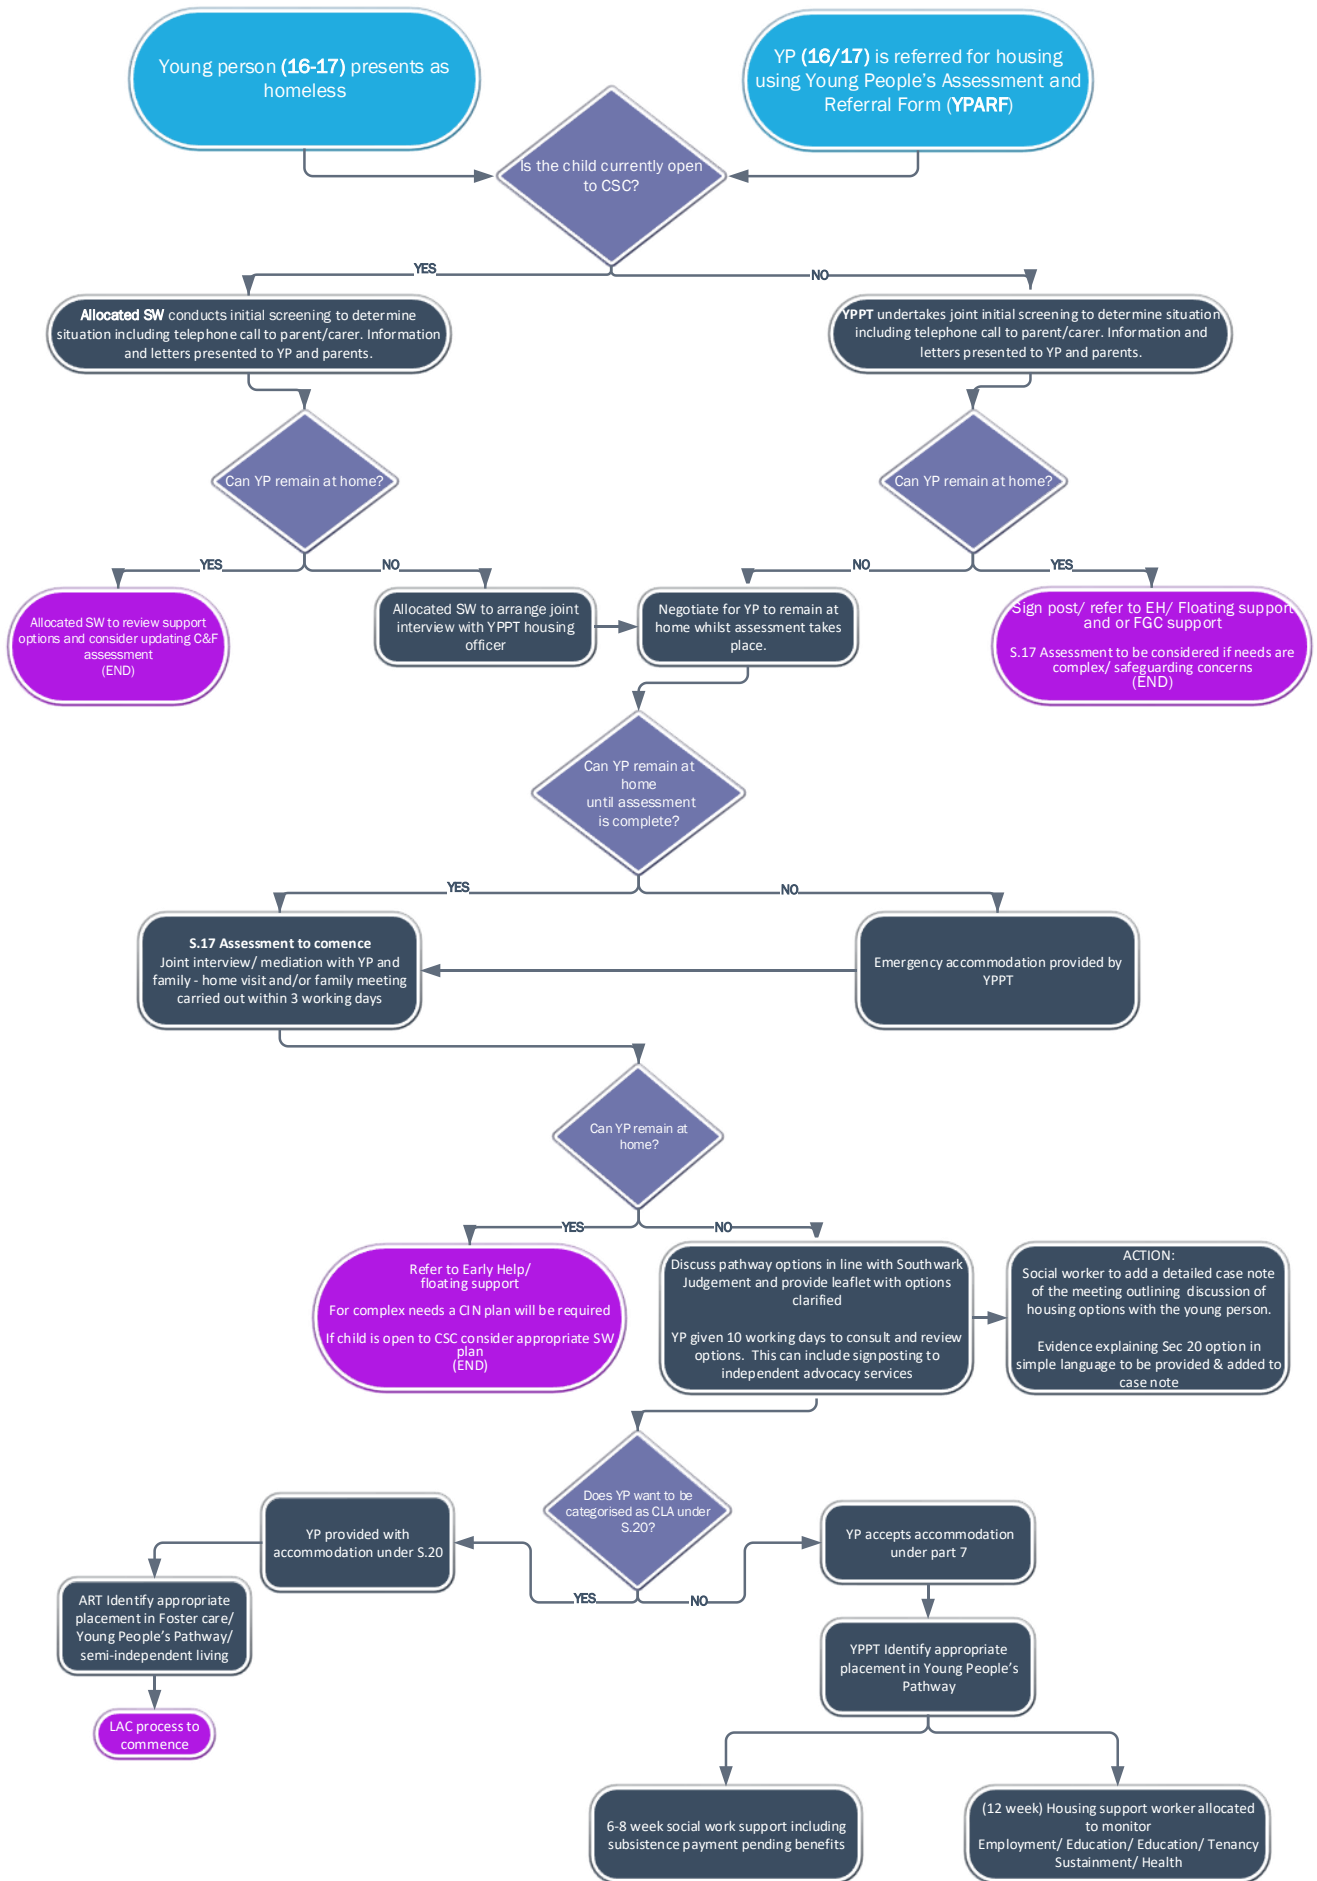 Young person (16-17) presents as
homeless
YP (16/17) is referred for housing
using Young People's Assessment and
Referral Form (YPARF)
Is the child currently open
to CSC?
YES
NO
Allocated SW conducts initial screening to determine
situation including telephone call to parent/carer. Information
and letters presented to YP and parents.
YPPT undertakes joint initial screening to determine situation
including telephone call to parent/carer. Information and
letters presented to YP and parents.
Can YP remain at home?
Can YP remain at home?
YES
NO
NO
YES
Allocated SW to review support
options and consider updating C&F
assessment
(END)
Allocated SW to arrange joint
interview with YPPT housing
officer
Negotiate for YP to remain at
home whilst assessment takes
place.
Sign post/ refer to EH/ Floating support
and or FGC support
S.17 Assessment to be considered if needs are
complex/ safeguarding concerns
(END)
Can YP remain at
home
until assessment
is complete?
YES
NO
S.17 Assessment to comence
Joint interview/ mediation with YP and
family - home visit and/or family meeting
carried out within 3 working days
Emergency accommodation provided by
YPPT
Can YP remain at
home?
YES
NO
Refer to Early Help/
floating support
For complex needs a CIN plan will be required
If child is open to CSC consider appropriate SW
plan
(END)
Discuss pathway options in line with Southwark
Judgement and provide leaflet with options
clarified
YP given 10 working days to consult and review
options.  This can include signposting to
independent advocacy services
ACTION:
Social worker to add a detailed case note
of the meeting outlining  discussion of
housing options with the young person.
Evidence explaining Sec 20 option in
simple language to be provided & added to
case note
Does YP want to be
categorised as CLA under
S.20?
YES
NO
YP provided with
accommodation under S.20
YP accepts accommodation
under part 7
ART Identify appropriate
placement in Foster care/
Young People's Pathway/
semi-independent living
YPPT Identify appropriate
placement in Young People's
Pathway
LAC process to
commence
6-8 week social work support including
subsistence payment pending benefits
(12 week) Housing support worker allocated
to monitor
Employment/ Education/ Education/ Tenancy
Sustainment/ Health